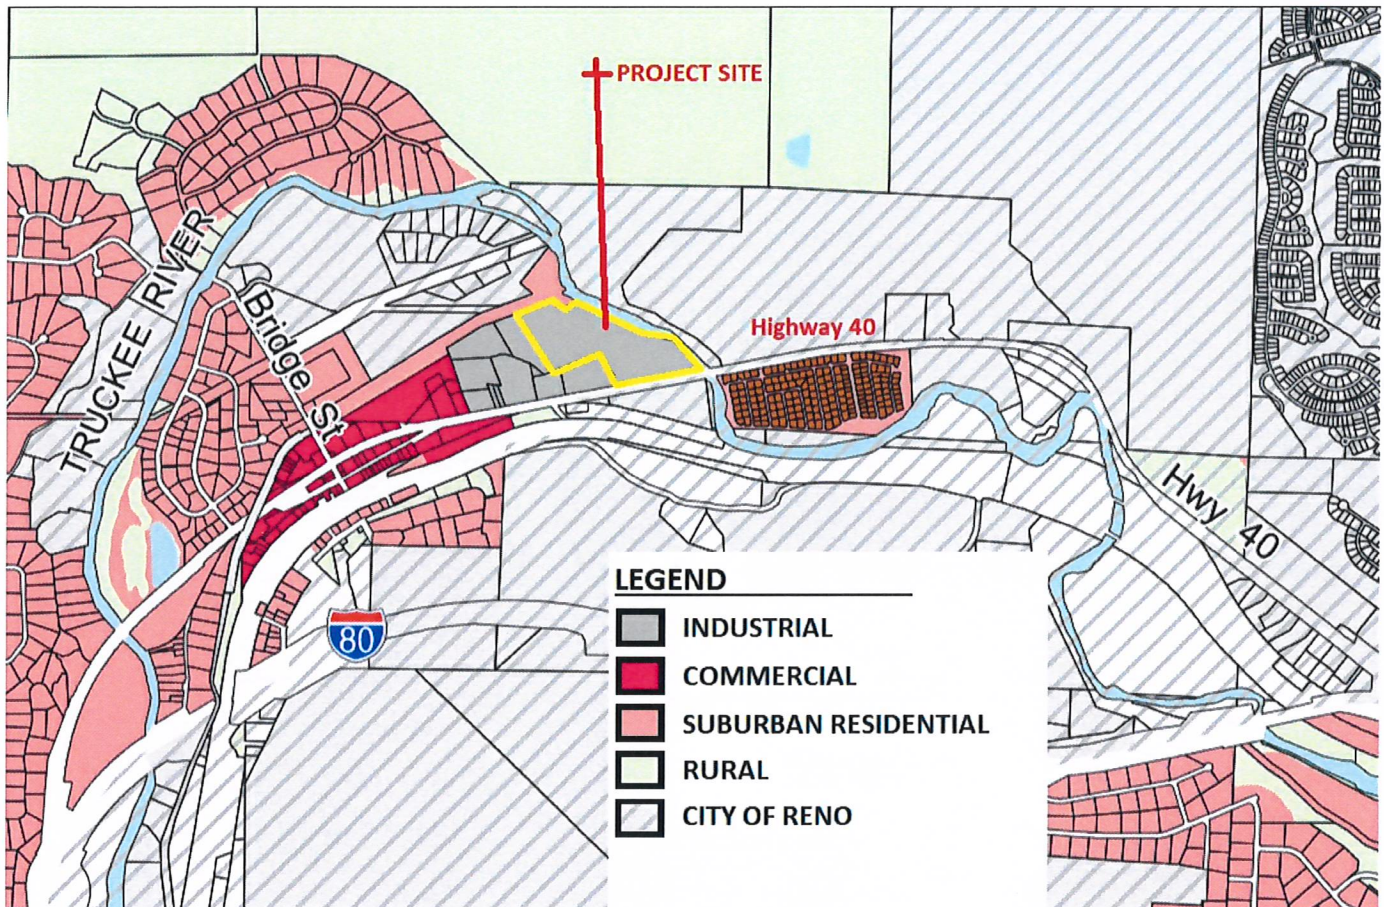 PROJECT SITE
TRUCKEE RIVER
Bridge St
Highway 40
Hwy 40
80
LEGEND
INDUSTRIAL
COMMERCIAL
SUBURBAN RESIDENTIAL
RURAL
CITY OF RENO